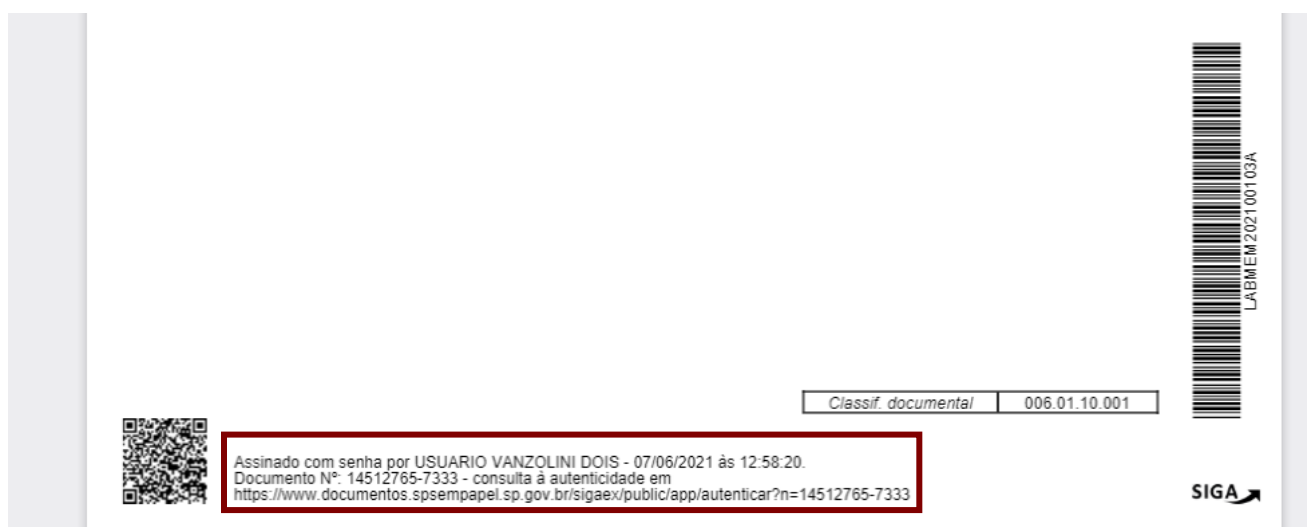 LABMEM202100103A
Classif. documental 006.01.10.001
Assinado com senha por USUARIO VANZOLINI DOIS - 07/06/2021 às 12:58:20.
Documento Nº: 14512765-7333 - consulta à autenticidade em
https://www.documentos.spsempapel.sp.gov.br/sigaex/public/app/autenticar?n=14512765-7333
SIGA